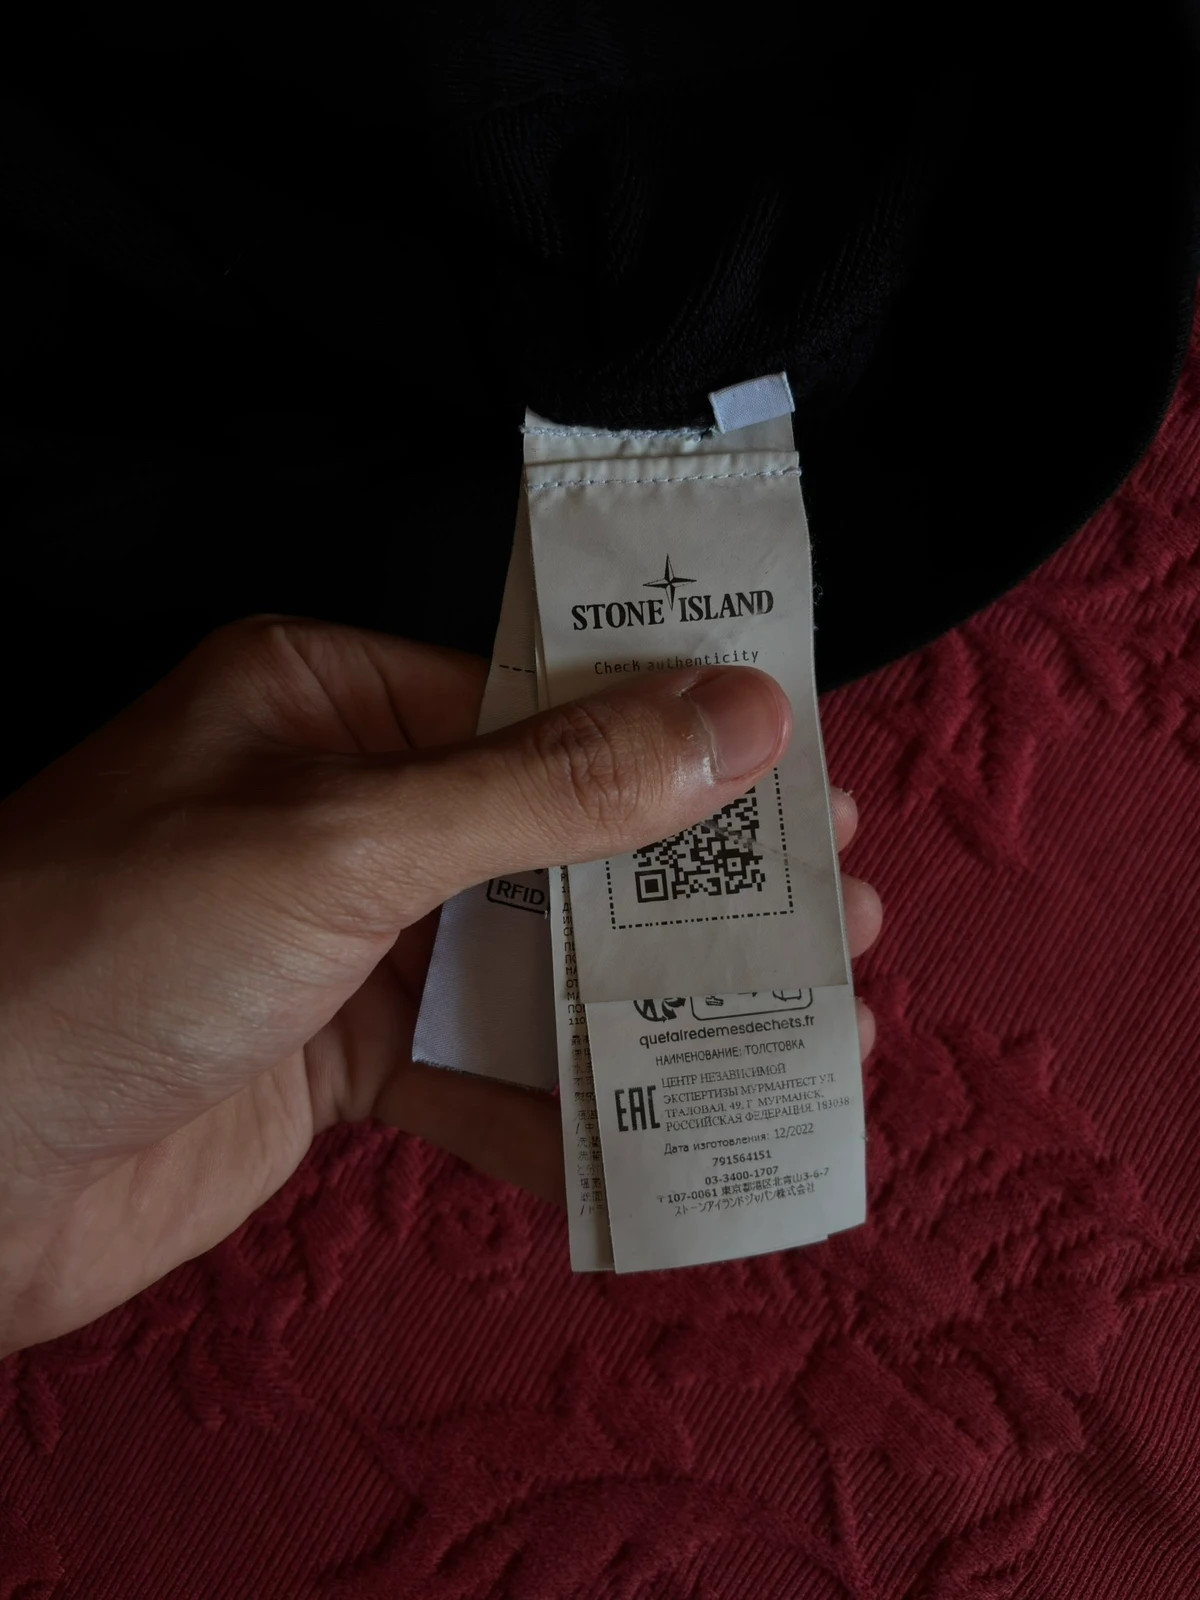 STONE ISLAND
Check authenticity
RFID
quefairedemesdechets.fr
НАИМЕНОВАНИЕ: ТОЛСТОВКА
EAC
ЦЕНТР НЕЗАВИСИМОЙ
ЭКСПЕРТИЗЫ МУРМАНТЕСТ УЛ.
ТРАЛОВАЯ, 49, Г. МУРМАНСК,
РОССИЙСКАЯ ФЕДЕРАЦИЯ, 183038
Дата изготовления: 12/2022
791564151
03-3400-1707
〒107-0061 東京都港区北青山3-6-7
ストーンアイランドジャパン株式会社